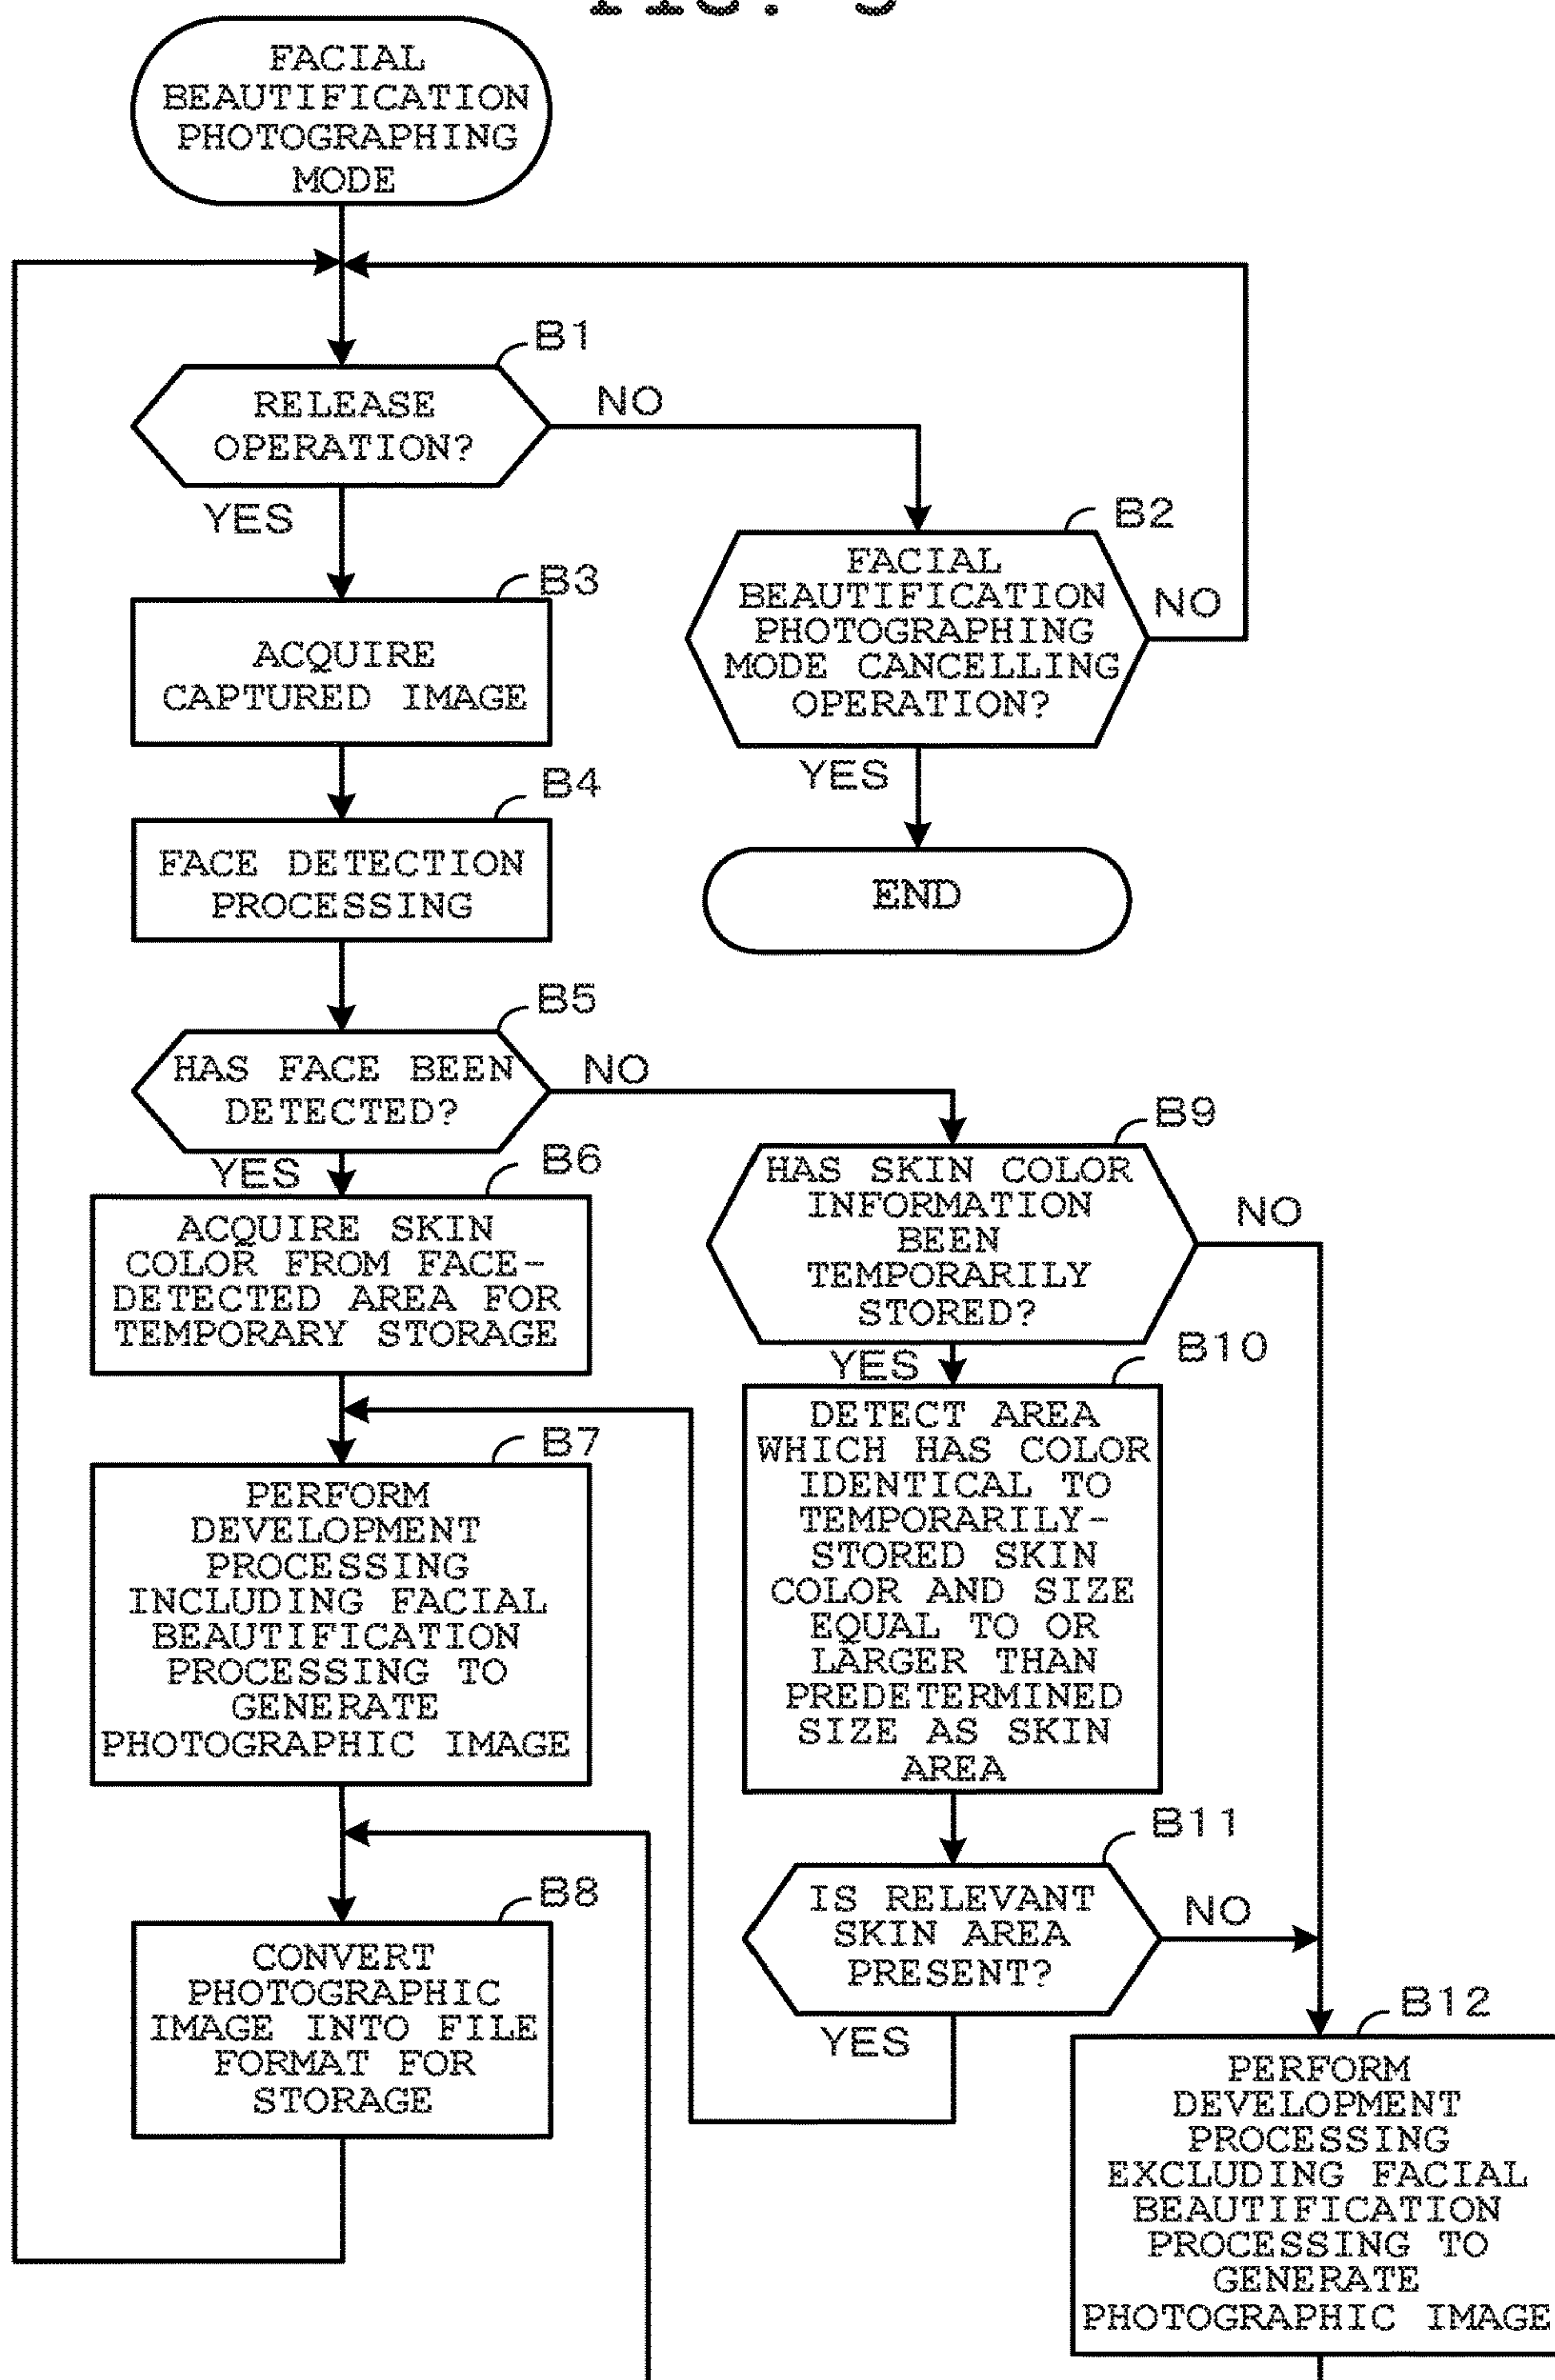 FACIAL
BEAUTIFICATION
PHOTOGRAPHING
MODE
B1
RELEASE
OPERATION?
NO
YES
B2
FACIAL
BEAUTIFICATION
PHOTOGRAPHING
MODE CANCELLING
OPERATION?
NO
YES
END
B3
ACQUIRE
CAPTURED IMAGE
B4
FACE DETECTION
PROCESSING
B5
HAS FACE BEEN
DETECTED?
NO
YES
B6
ACQUIRE SKIN
COLOR FROM FACE-
DETECTED AREA FOR
TEMPORARY STORAGE
B7
PERFORM
DEVELOPMENT
PROCESSING
INCLUDING FACIAL
BEAUTIFICATION
PROCESSING TO
GENERATE
PHOTOGRAPHIC IMAGE
B8
CONVERT
PHOTOGRAPHIC
IMAGE INTO FILE
FORMAT FOR
STORAGE
B9
HAS SKIN COLOR
INFORMATION
BEEN
TEMPORARILY
STORED?
NO
YES
B10
DETECT AREA
WHICH HAS COLOR
IDENTICAL TO
TEMPORARILY-
STORED SKIN
COLOR AND SIZE
EQUAL TO OR
LARGER THAN
PREDETERMINED
SIZE AS SKIN
AREA
B11
IS RELEVANT
SKIN AREA
PRESENT?
NO
YES
B12
PERFORM
DEVELOPMENT
PROCESSING
EXCLUDING FACIAL
BEAUTIFICATION
PROCESSING TO
GENERATE
PHOTOGRAPHIC IMAGE